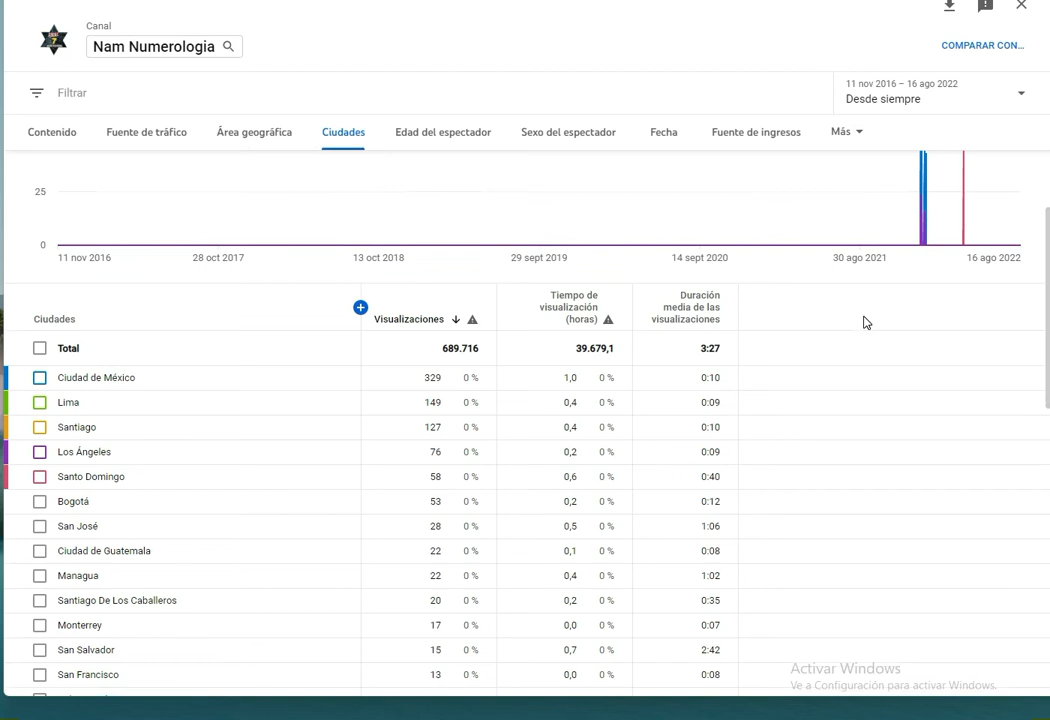 Canal
Nam Numerologia
COMPARAR CON...
Filtrar
11 nov 2016 – 16 ago 2022
Desde siempre
Contenido Fuente de tráfico Área geográfica Ciudades Edad del espectador Sexo del espectador Fecha Fuente de ingresos Más
25
0
11 nov 2016 28 oct 2017 13 oct 2018 29 sept 2019 14 sept 2020 30 ago 2021 16 ago 2022
Ciudades
Visualizaciones
Tiempo de
visualización
(horas)
Duración
media de las
visualizaciones
Total 689.716 39.679,1 3:27
Ciudad de México 329 0 % 1,0 0 % 0:10
Lima 149 0 % 0,4 0 % 0:09
Santiago 127 0 % 0,4 0 % 0:10
Los Ángeles 76 0 % 0,2 0 % 0:09
Santo Domingo 58 0 % 0,6 0 % 0:40
Bogotá 53 0 % 0,2 0 % 0:12
San José 28 0 % 0,5 0 % 1:06
Ciudad de Guatemala 22 0 % 0,1 0 % 0:08
Managua 22 0 % 0,4 0 % 1:02
Santiago De Los Caballeros 20 0 % 0,2 0 % 0:35
Monterrey 17 0 % 0,0 0 % 0:07
San Salvador 15 0 % 0,7 0 % 2:42
San Francisco 13 0 % 0,0 0 % 0:08
Activar Windows
Ve a Configuración para activar Windows.